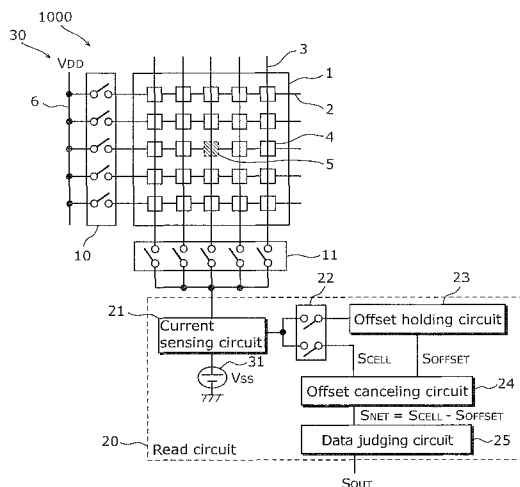 1000
30
VDD
3
1
6
2
4
5
10
11
22
23
21
Current
sensing circuit
Offset holding circuit
31
VSS
SCELL
SOFFSET
Offset canceling circuit
24
SNET = SCELL - SOFFSET
20
Read circuit
Data judging circuit
25
SOUT